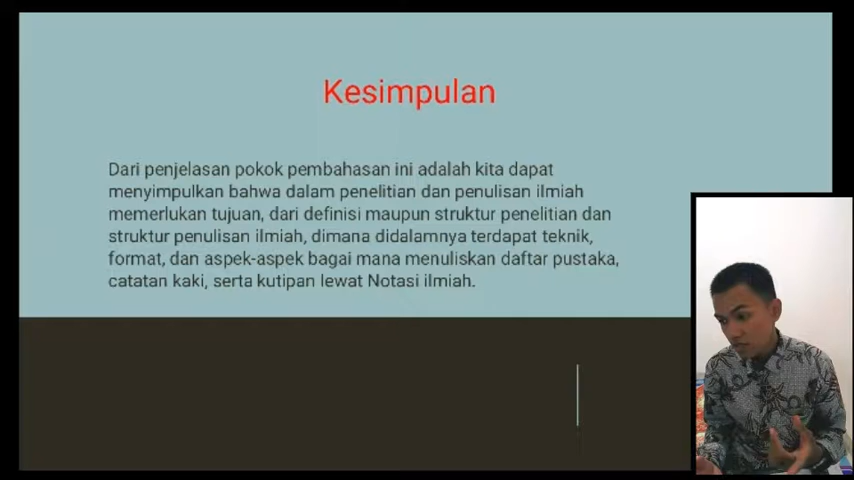 Kesimpulan
Dari penjelasan pokok pembahasan ini adalah kita dapat
menyimpulkan bahwa dalam penelitian dan penulisan ilmiah
memerlukan tujuan, dari definisi maupun struktur penelitian dan
struktur penulisan ilmiah, dimana didalamnya terdapat teknik,
format, dan aspek-aspek bagai mana menuliskan daftar pustaka,
catatan kaki, serta kutipan lewat Notasi ilmiah.